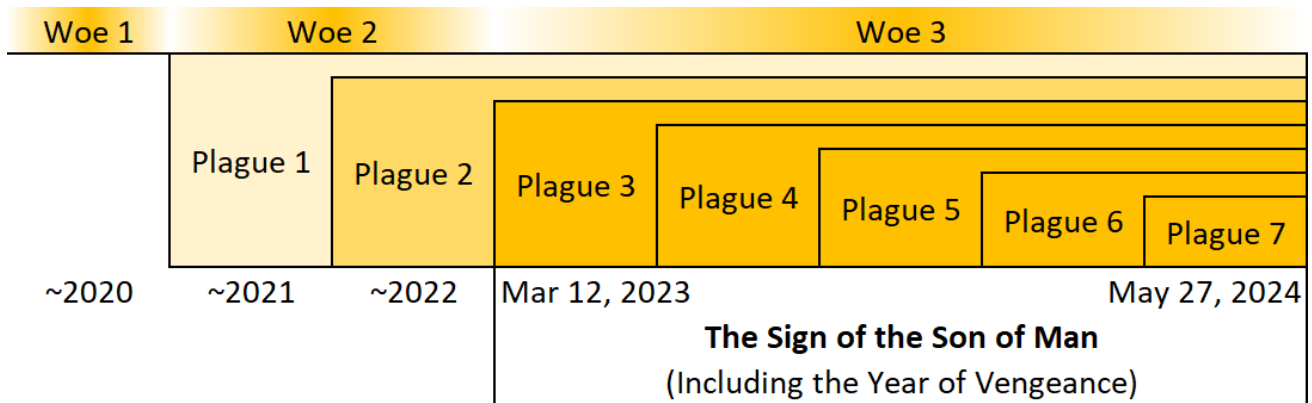 Woe 1 Woe 2 Woe 3
Plague 1 Plague 2 Plague 3 Plague 4 Plague 5 Plague 6 Plague 7
~2020 ~2021 ~2022 Mar 12, 2023 May 27, 2024
The Sign of the Son of Man
(Including the Year of Vengeance)